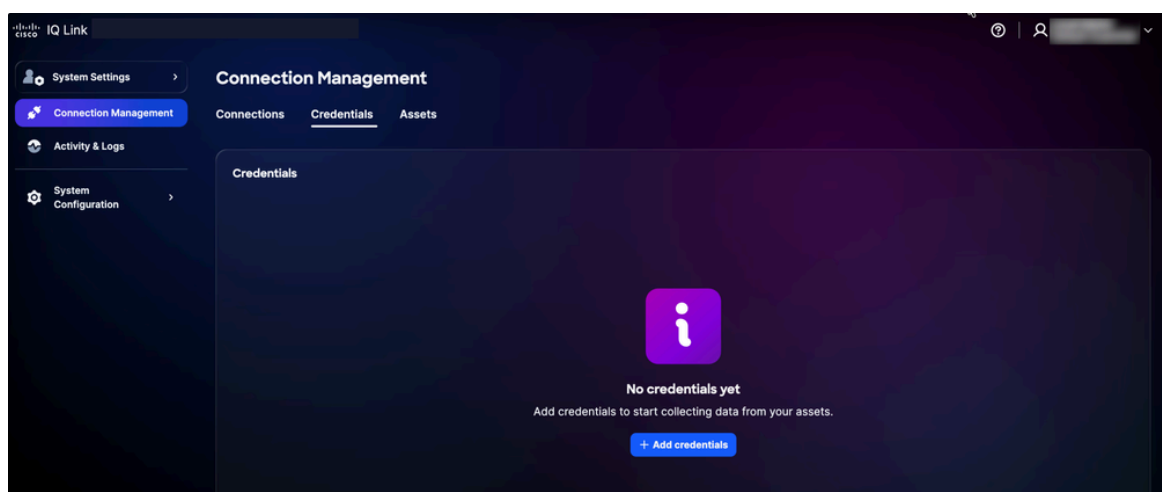 cisco IQ Link
System Settings
Connection Management
Activity & Logs
System
Configuration
Connection Management
Connections Credentials Assets
Credentials
No credentials yet
Add credentials to start collecting data from your assets.
+ Add credentials